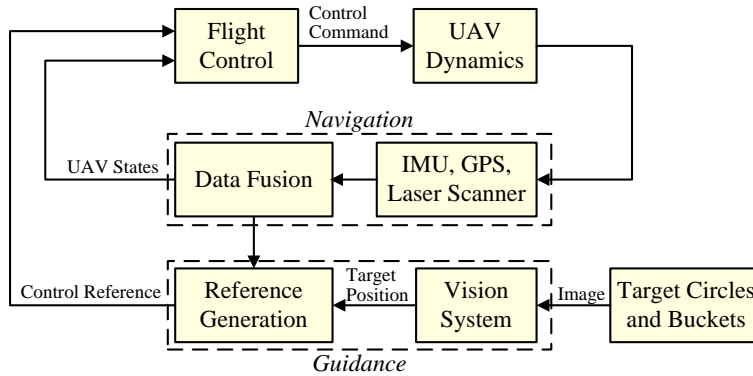 Flight
Control
Control
Command
UAV
Dynamics
Navigation
UAV States
Data Fusion
IMU, GPS,
Laser Scanner
Control Reference
Reference
Generation
Target
Position
Vision
System
Image
Target Circles
and Buckets
Guidance